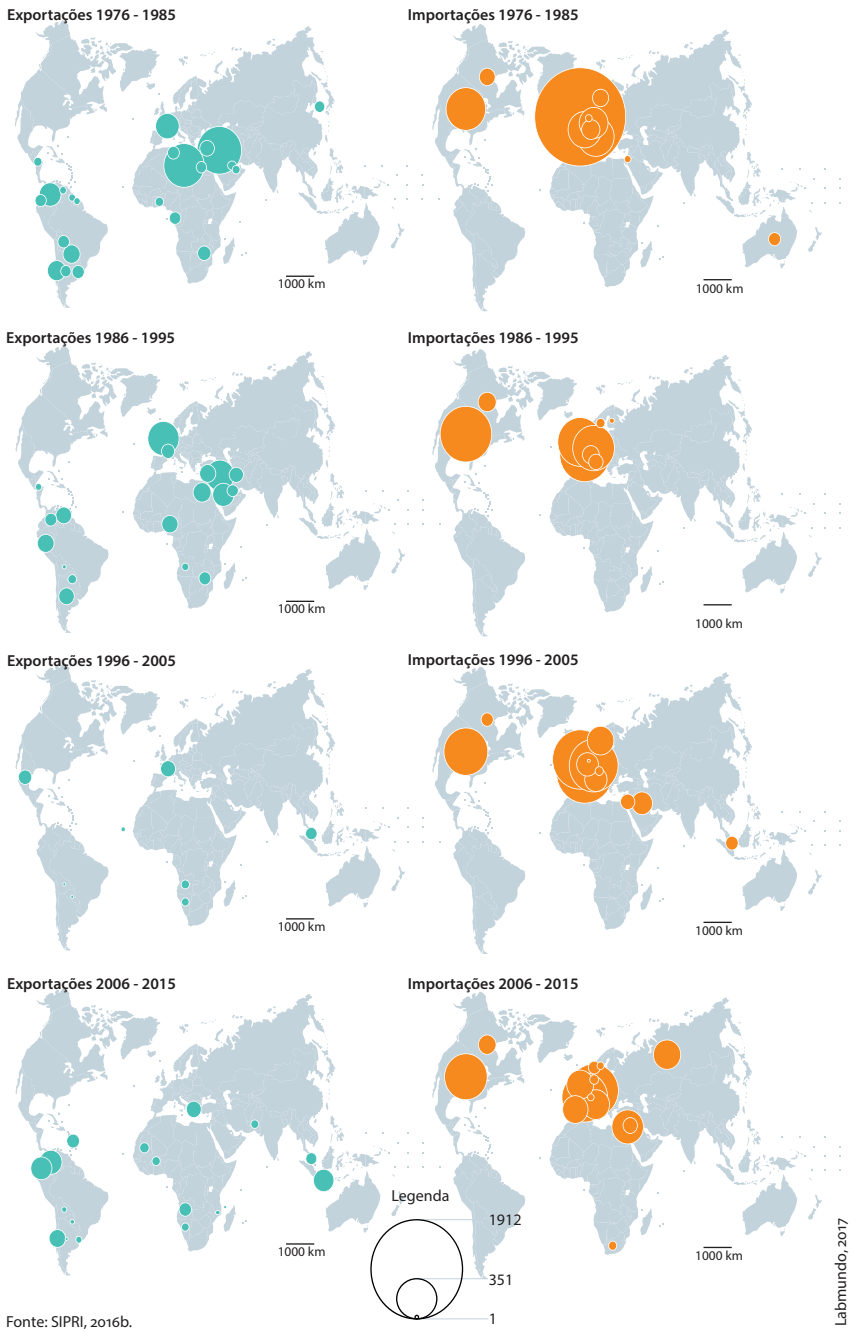 Exportações 1976 - 1985
Importações 1976 - 1985
1000 km
1000 km
Exportações 1986 - 1995
Importações 1986 - 1995
1000 km
1000 km
Exportações 1996 - 2005
Importações 1996 - 2005
1000 km
1000 km
Exportações 2006 - 2015
Importações 2006 - 2015
1000 km
1000 km
Legenda
1912
351
1
Fonte: SIPRI, 2016b.
Labmundo, 2017